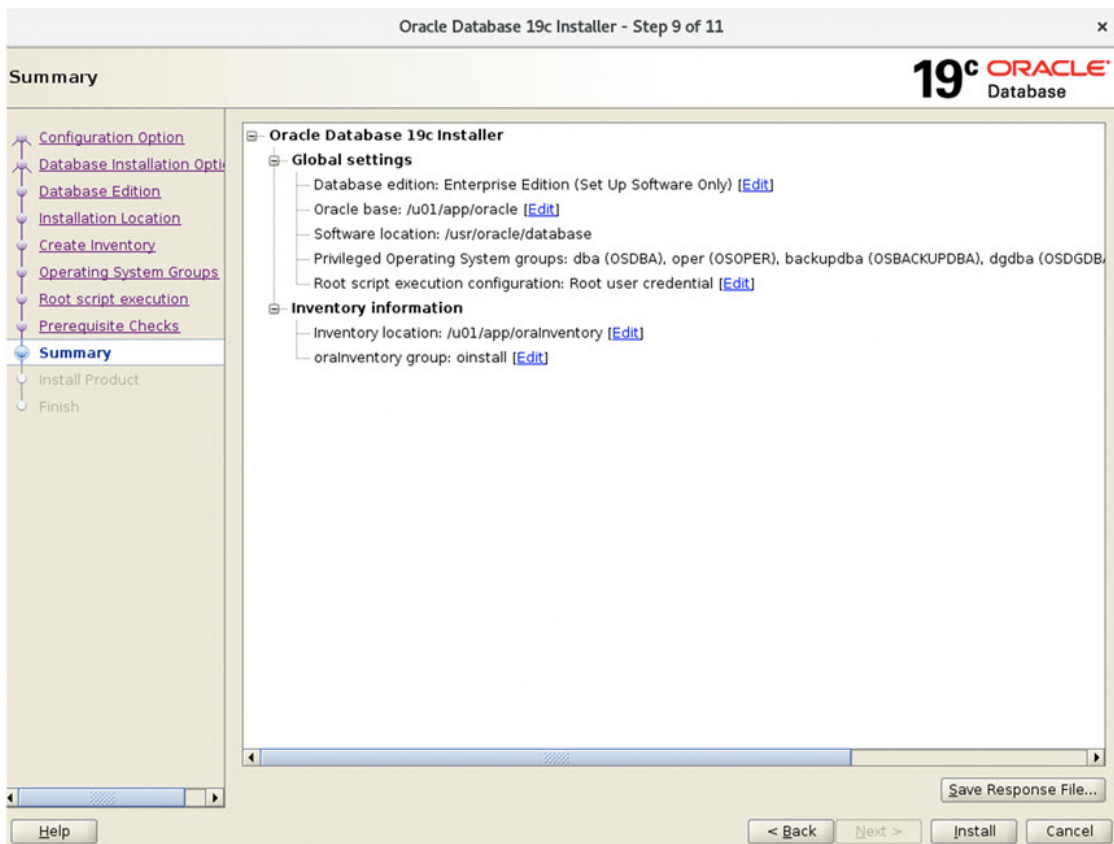 Oracle Database 19c Installer - Step 9 of 11
Summary
19c ORACLE Database
Configuration Option
Database Installation Opti
Database Edition
Installation Location
Create Inventory
Operating System Groups
Root script execution
Prerequisite Checks
Summary
Install Product
Finish
Oracle Database 19c Installer
Global settings
Database edition: Enterprise Edition (Set Up Software Only) [Edit]
Oracle base: /u01/app/oracle [Edit]
Software location: /usr/oracle/database
Privileged Operating System groups: dba (OSDBA), oper (OSOPER), backupdba (OSBACKUPDBA), dgdba (OSDGDBA
Root script execution configuration: Root user credential [Edit]
Inventory information
Inventory location: /u01/app/oraInventory [Edit]
oraInventory group: oinstall [Edit]
Save Response File...
Help
< Back
Next >
Install
Cancel